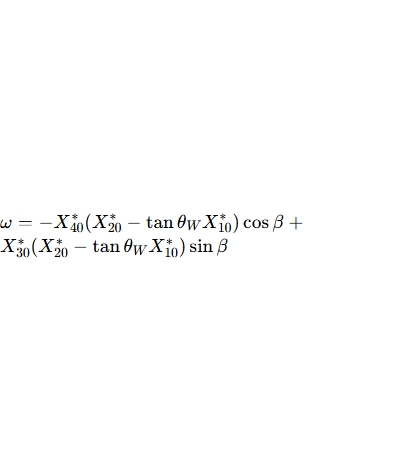 ω = −X*₄₀(X*₂₀ − tan θ_W X*₁₀) cos β +
X*₃₀(X*₂₀ − tan θ_W X*₁₀) sin β